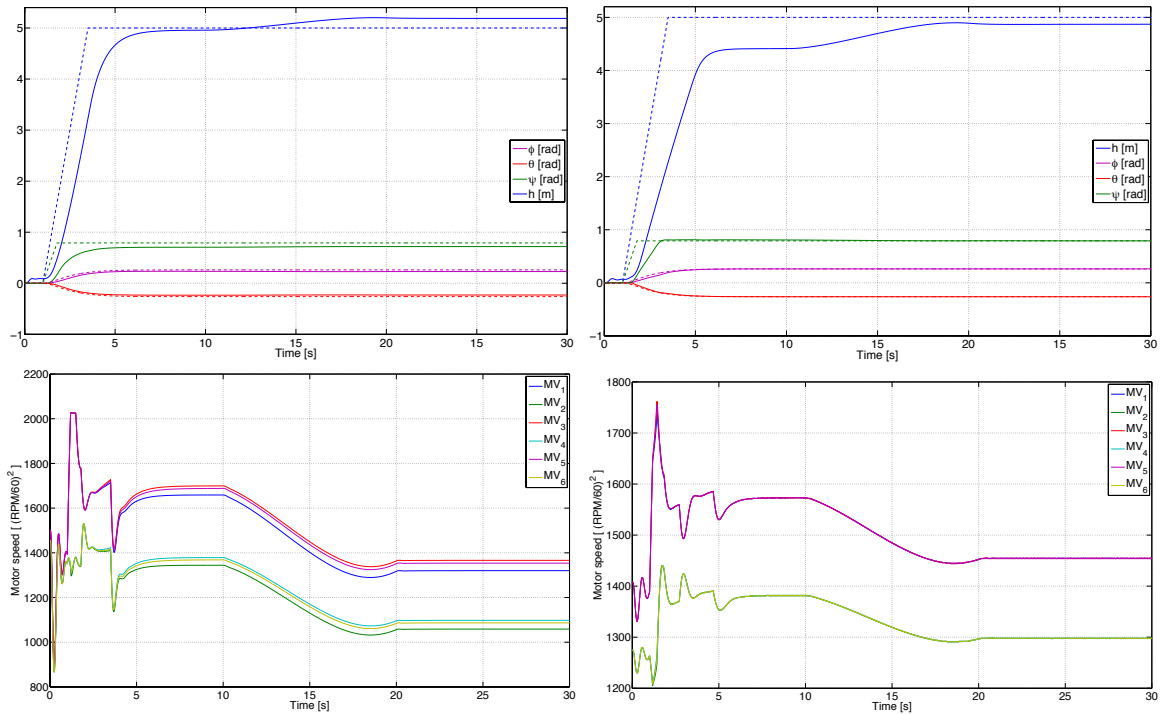 5
4
3
2
1
0
−1
0
5
10
15
20
25
30
Time [s]
ϕ [rad]
θ [rad]
ψ [rad]
h [m]
5
4
3
2
1
0
−1
0
5
10
15
20
25
30
Time [s]
h [m]
ϕ [rad]
θ [rad]
ψ [rad]
2200
2000
1800
1600
1400
1200
1000
800
Motor speed [ (RPM/60)² ]
0
5
10
15
20
25
30
Time [s]
MV₁
MV₂
MV₃
MV₄
MV₅
MV₆
1800
1700
1600
1500
1400
1300
1200
Motor speed [ (RPM/60)² ]
0
5
10
15
20
25
30
Time [s]
MV₁
MV₂
MV₃
MV₄
MV₅
MV₆